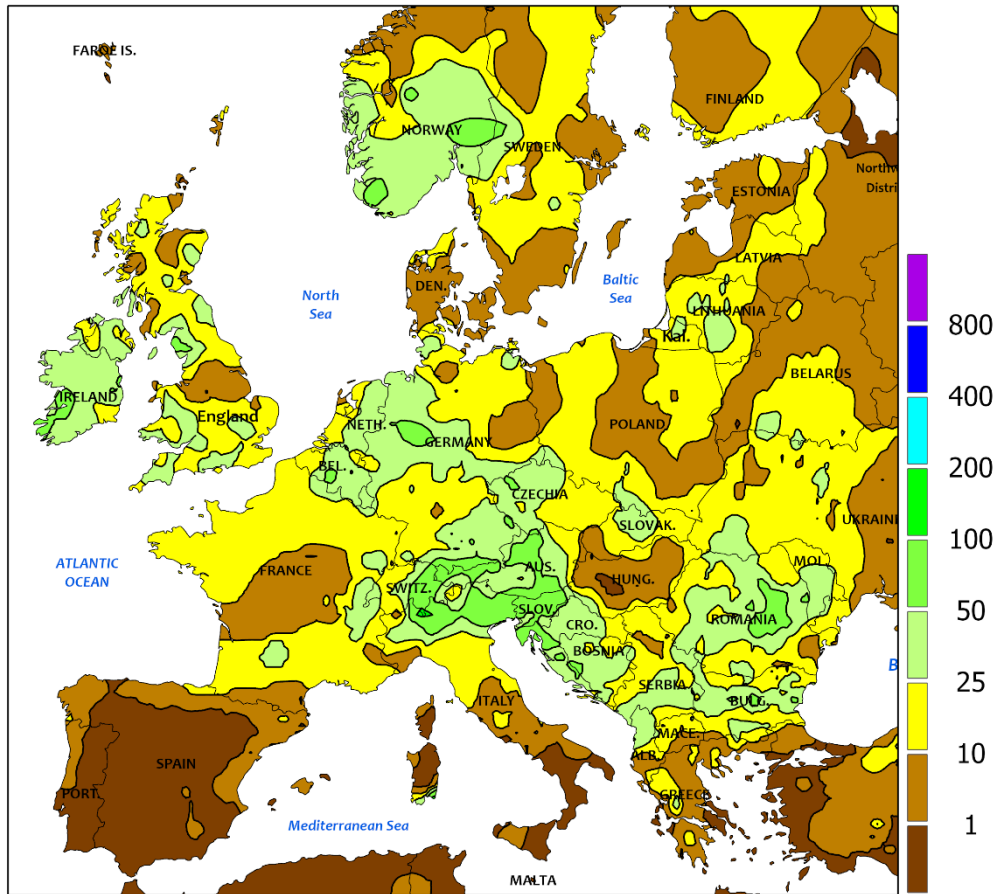 FAROE IS.
FINLAND
NORWAY
SWEDEN
Northw
Distri
ESTONIA
LATVIA
DEN.
North
Sea
Baltic
Sea
LITHUANIA
Kal.
800
BELARUS
IRELAND
England
NETH.
GERMANY
POLAND
400
BEL.
CZECHIA
200
SLOVAK.
UKRAINE
ATLANTIC
OCEAN
FRANCE
SWITZ.
AUS.
HUNG.
MOL.
100
SLOV.
CRO.
ROMANIA
50
BOSNIA
B
SERBIA
25
ITALY
BULG.
MACE.
ALB.
10
SPAIN
PORT.
GREECE
Mediterranean Sea
1
MALTA